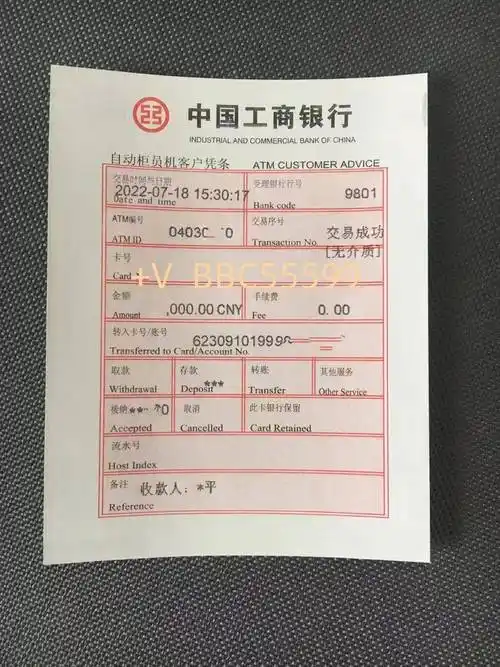 中国工商银行
INDUSTRIAL AND COMMERCIAL BANK OF CHINA
自动柜员机客户凭条 ATM CUSTOMER ADVICE
交易时间与日期 受理银行行号
2022-07-18 15:30:17 9801
Date and time Bank code
ATM编号 交易序号 交易成功
ATM ID Transaction No. [无介质]
卡号
Card
+V BBC55599
金额 手续费
Amount ,000.00 CNY Fee 0.00
转入卡号/账号
623091019998
Transferred to Card/Account No.
取款 存款 转账 其他服务
Withdrawal Deposit *** Transfer Other Service
接纳 取消 此卡银行保留
Accepted Cancelled Card Retained
流水号
Host Index
备注 收款人: *平
Reference